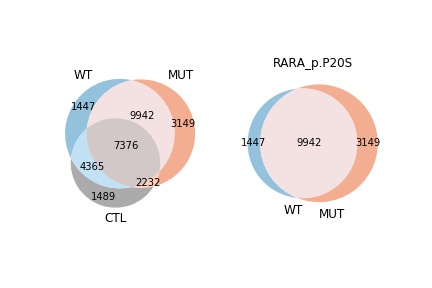 WT
MUT
1447
9942
3149
7376
4365
2232
1489
CTL
RARA_p.P20S
1447
9942
3149
WT
MUT